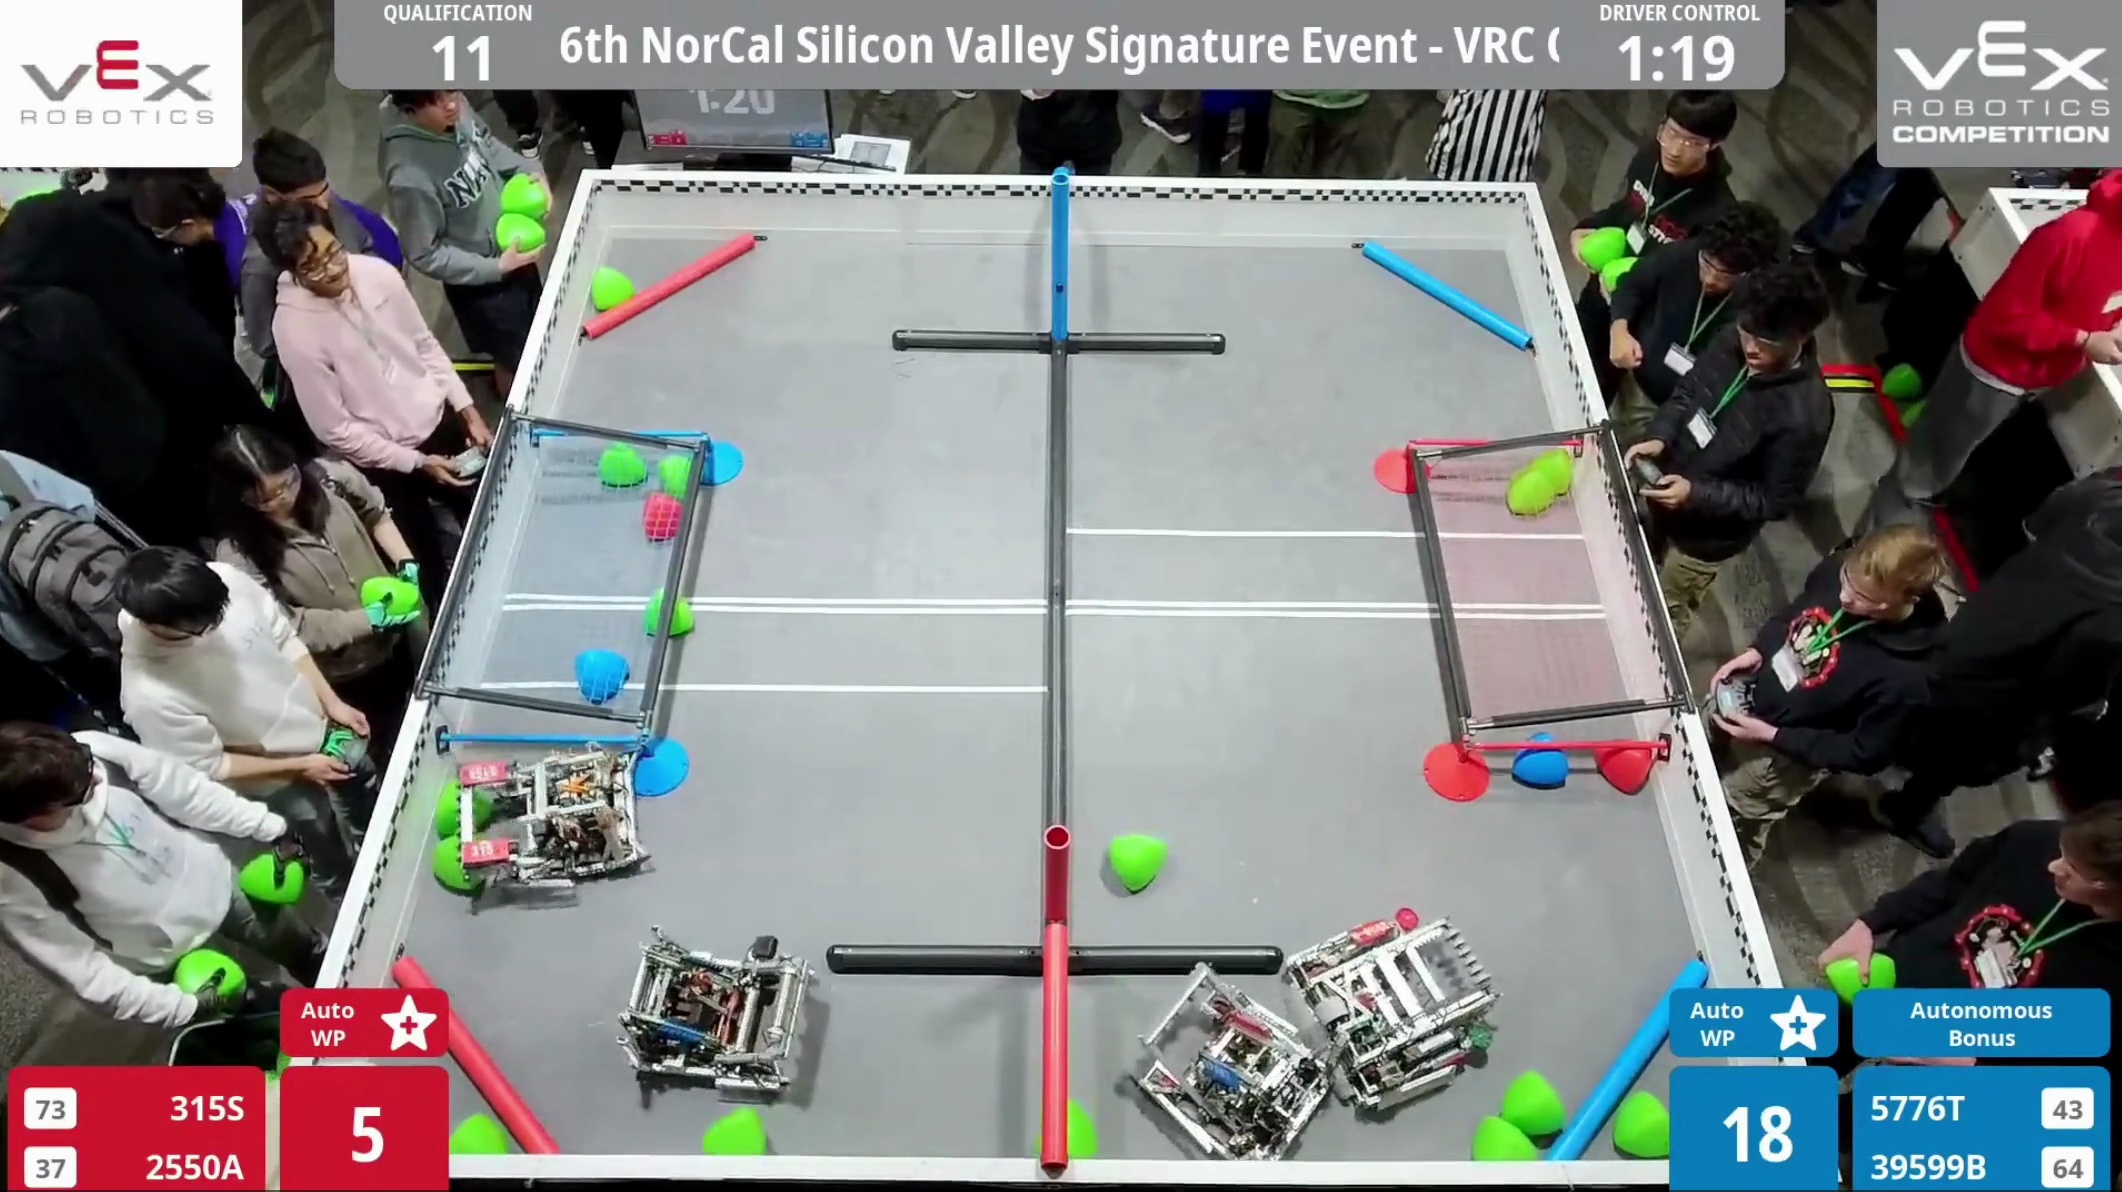 QUALIFICATION
11
6th NorCal Silicon Valley Signature Event - VRC
DRIVER CONTROL
1:19
VEX
ROBOTICS
VEX
ROBOTICS
COMPETITION
1:20
Auto
WP
73 315S
37 2550A
5
Auto
WP
Autonomous
Bonus
18
5776T 43
39599B 64